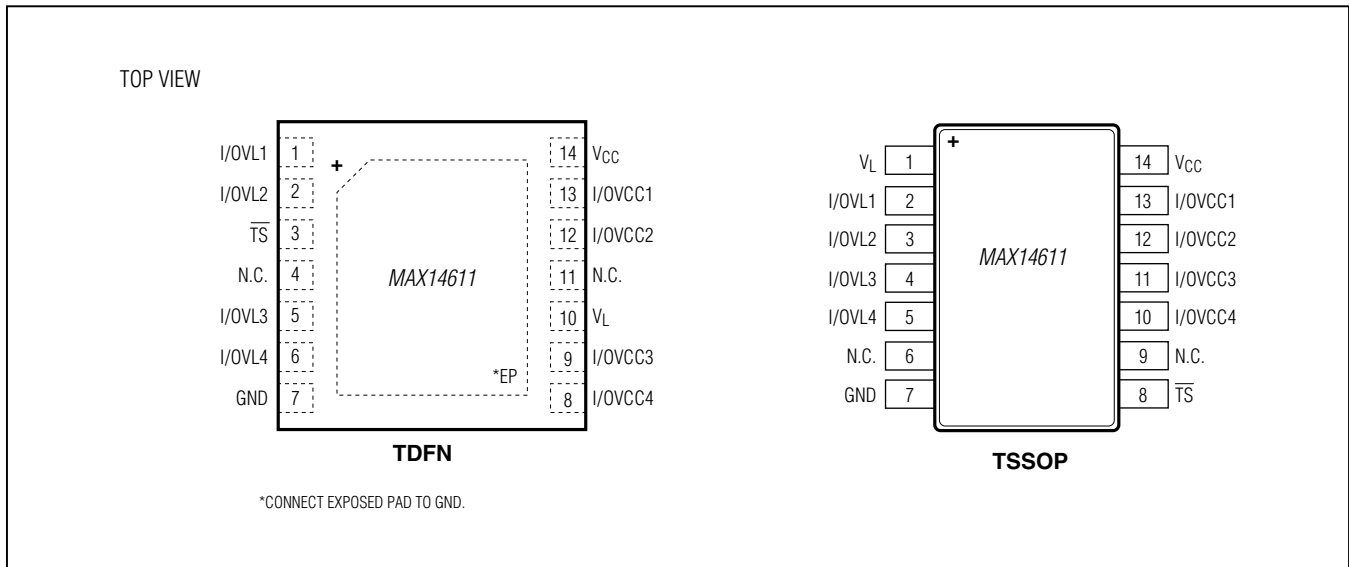 TOP VIEW
I/OVL1 1
I/OVL2 2
T̅S̅ 3
N.C. 4
I/OVL3 5
I/OVL4 6
GND 7
+
MAX14611
*EP
14 VCC
13 I/OVCC1
12 I/OVCC2
11 N.C.
10 VL
9 I/OVCC3
8 I/OVCC4
TDFN
*CONNECT EXPOSED PAD TO GND.
VL 1
I/OVL1 2
I/OVL2 3
I/OVL3 4
I/OVL4 5
N.C. 6
GND 7
+
MAX14611
14 VCC
13 I/OVCC1
12 I/OVCC2
11 I/OVCC3
10 I/OVCC4
9 N.C.
8 T̅S̅
TSSOP